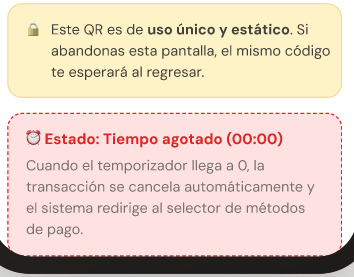 🔒 Este QR es de uso único y estático. Si
abandonas esta pantalla, el mismo código
te esperará al regresar.
⏰ Estado: Tiempo agotado (00:00)
Cuando el temporizador llega a 0, la
transacción se cancela automáticamente y
el sistema redirige al selector de métodos
de pago.